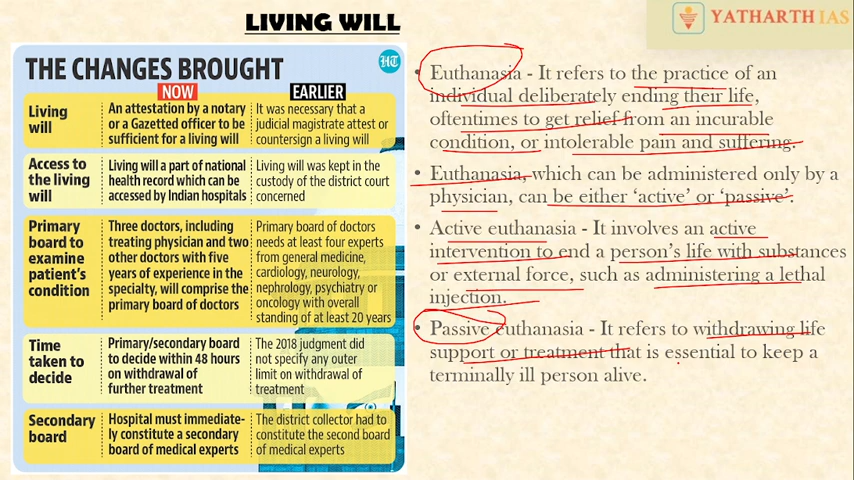 LIVING WILL
YATHARTH IAS
THE CHANGES BROUGHT
HT
NOW
EARLIER
Living
will
An attestation by a notary
or a Gazetted officer to be
sufficient for a living will
It was necessary that a
judicial magistrate attest or
countersign a living will
Access to
the living
will
Living will a part of national
health record which can be
accessed by Indian hospitals
Living will was kept in the
custody of the district court
concerned
Primary
board to
examine
patient's
condition
Three doctors, including
treating physician and two
other doctors with five
years of experience in the
specialty, will comprise the
primary board of doctors
Primary board of doctors
needs at least four experts
from general medicine,
cardiology, neurology,
nephrology, psychiatry or
oncology with overall
standing of at least 20 years
Time
taken to
decide
Primary/secondary board
to decide within 48 hours
on withdrawal of
further treatment
The 2018 judgment did
not specify any outer
limit on withdrawal of
treatment
Secondary
board
Hospital must immediate-
ly constitute a secondary
board of medical experts
The district collector had to
constitute the second board
of medical experts
• Euthanasia - It refers to the practice of an
individual deliberately ending their life,
oftentimes to get relief from an incurable
condition, or intolerable pain and suffering.
• Euthanasia, which can be administered only by a
physician, can be either 'active' or 'passive'.
• Active euthanasia - It involves an active
intervention to end a person's life with substances
or external force, such as administering a lethal
injection.
• Passive euthanasia - It refers to withdrawing life
support or treatment that is essential to keep a
terminally ill person alive.